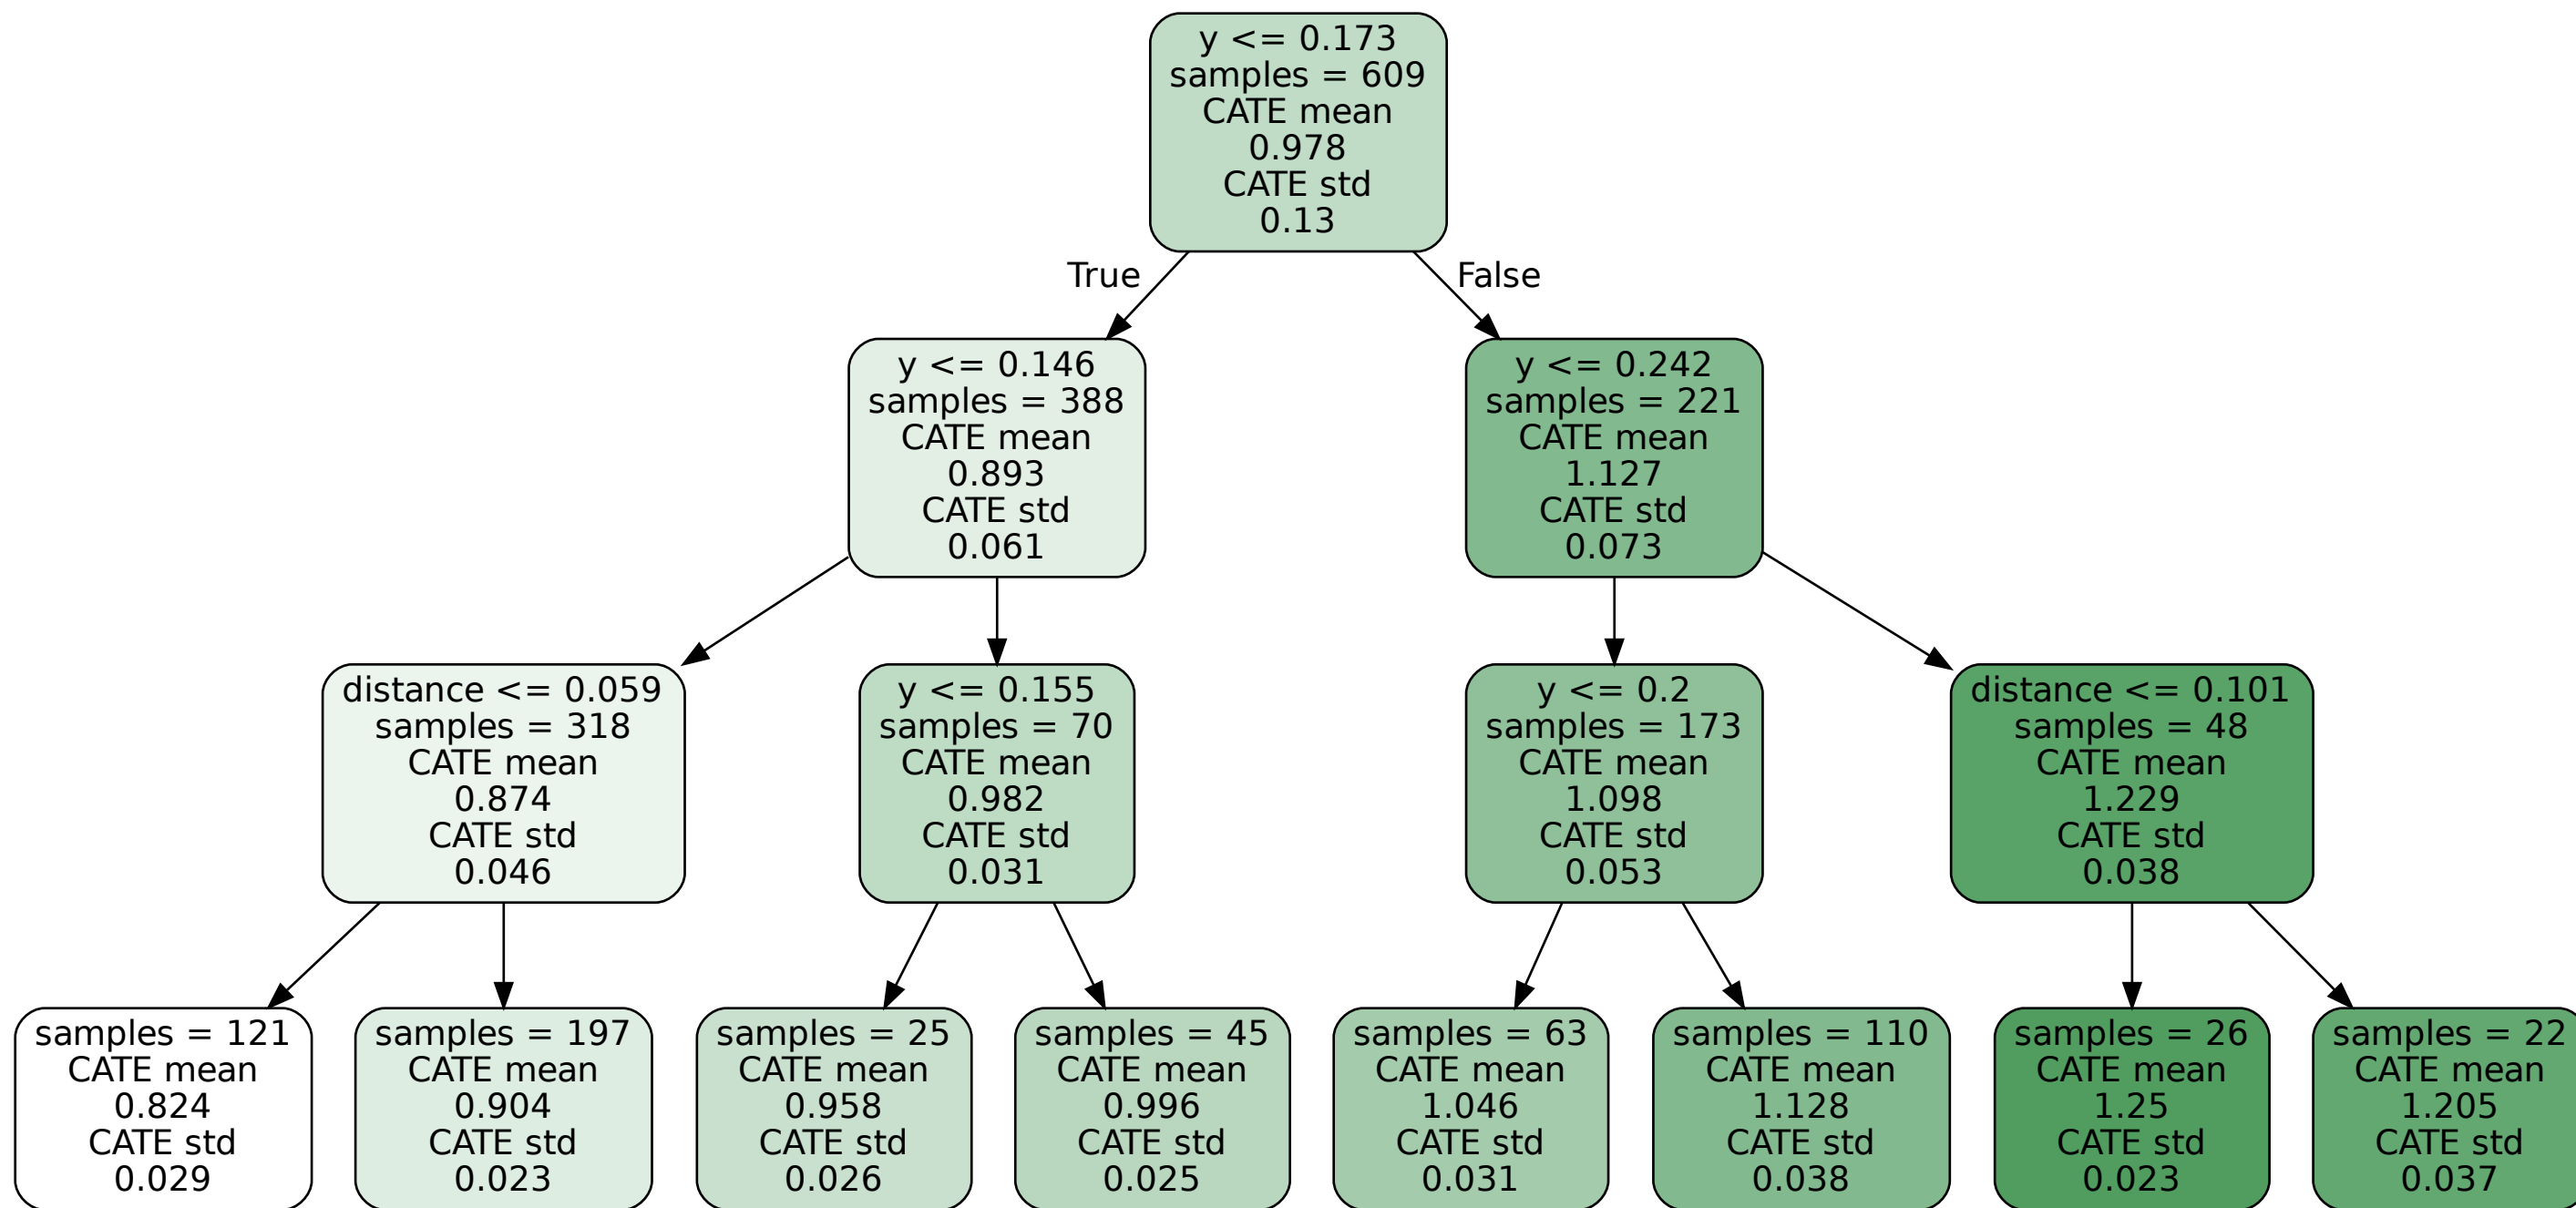 y <= 0.173
samples = 609
CATE mean
0.978
CATE std
0.13
True
False
y <= 0.146
samples = 388
CATE mean
0.893
CATE std
0.061
y <= 0.242
samples = 221
CATE mean
1.127
CATE std
0.073
distance <= 0.059
samples = 318
CATE mean
0.874
CATE std
0.046
y <= 0.155
samples = 70
CATE mean
0.982
CATE std
0.031
y <= 0.2
samples = 173
CATE mean
1.098
CATE std
0.053
distance <= 0.101
samples = 48
CATE mean
1.229
CATE std
0.038
samples = 121
CATE mean
0.824
CATE std
0.029
samples = 197
CATE mean
0.904
CATE std
0.023
samples = 25
CATE mean
0.958
CATE std
0.026
samples = 45
CATE mean
0.996
CATE std
0.025
samples = 63
CATE mean
1.046
CATE std
0.031
samples = 110
CATE mean
1.128
CATE std
0.038
samples = 26
CATE mean
1.25
CATE std
0.023
samples = 22
CATE mean
1.205
CATE std
0.037